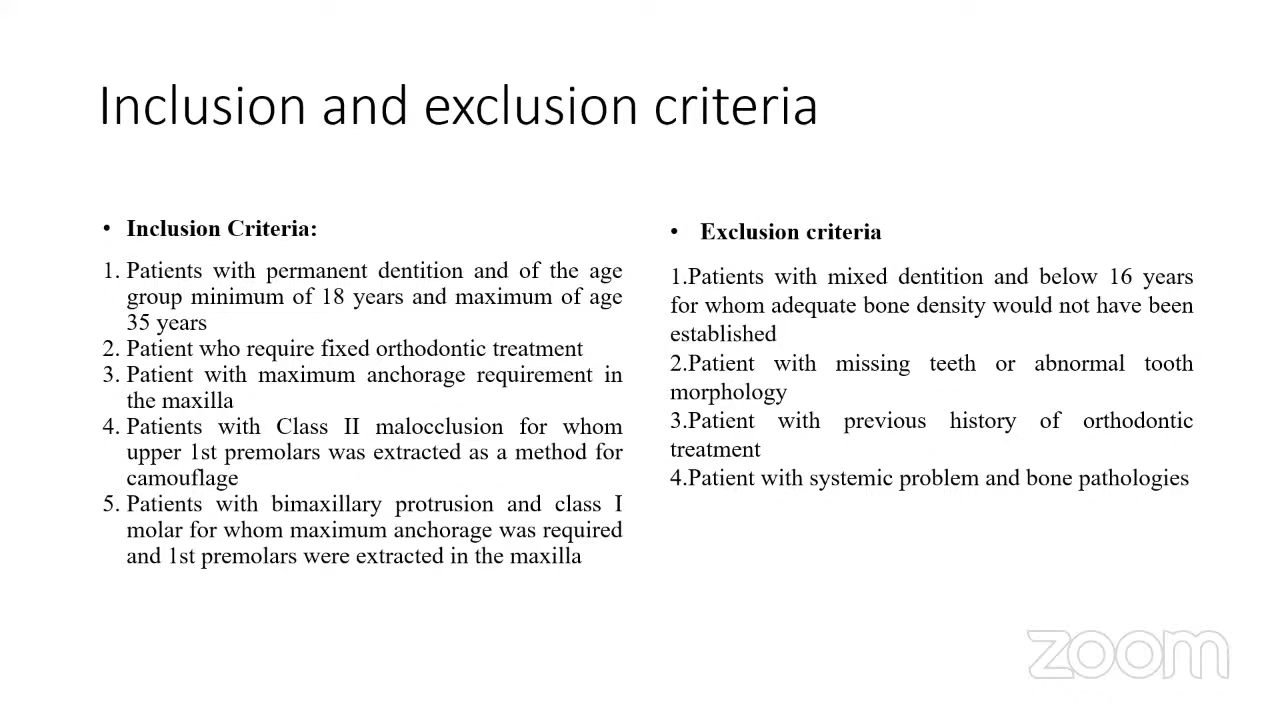 Inclusion and exclusion criteria
• Inclusion Criteria:
1. Patients with permanent dentition and of the age
group minimum of 18 years and maximum of age
35 years
2. Patient who require fixed orthodontic treatment
3. Patient with maximum anchorage requirement in
the maxilla
4. Patients with Class II malocclusion for whom
upper 1st premolars was extracted as a method for
camouflage
5. Patients with bimaxillary protrusion and class I
molar for whom maximum anchorage was required
and 1st premolars were extracted in the maxilla
• Exclusion criteria
1.Patients with mixed dentition and below 16 years
for whom adequate bone density would not have been
established
2.Patient with missing teeth or abnormal tooth
morphology
3.Patient with previous history of orthodontic
treatment
4.Patient with systemic problem and bone pathologies
zoom